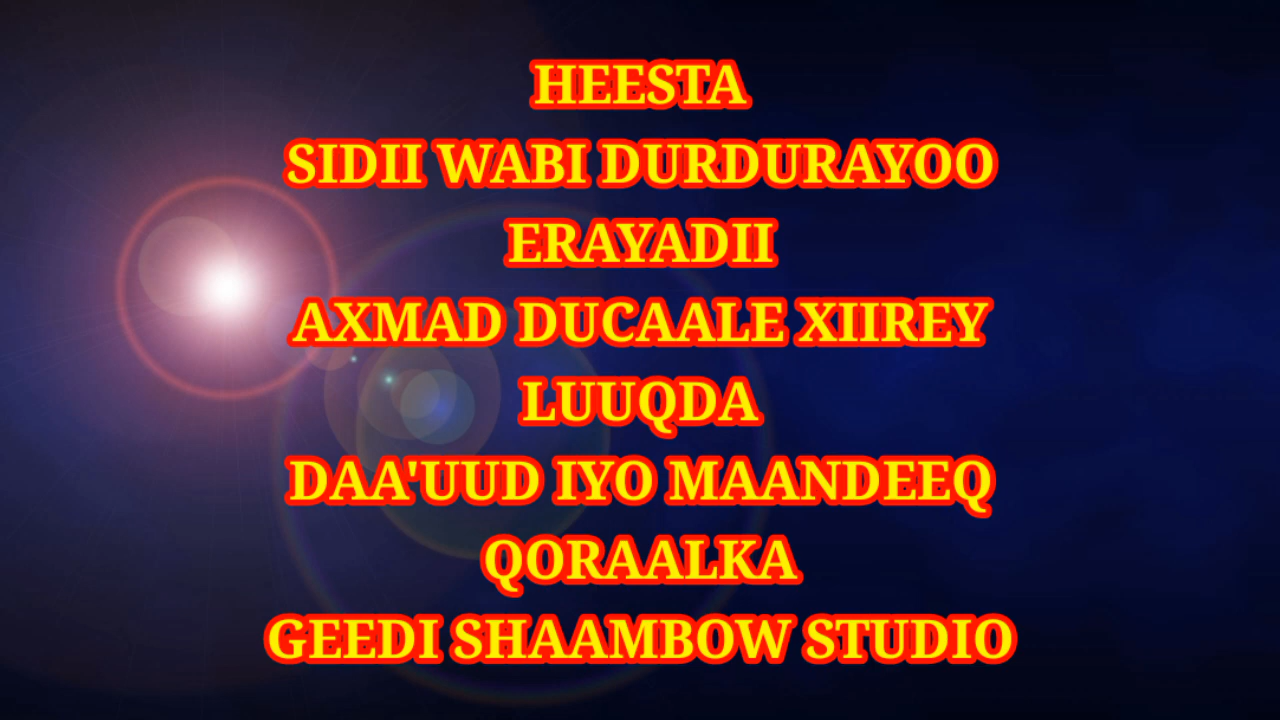 HEESTA
SIDII WABI DURDURAYOO
ERAYADII
AXMAD DUCAALE XIIREY
LUUQDA
DAA'UUD IYO MAANDEEQ
QORAALKA
GEEDI SHAAMBOW STUDIO